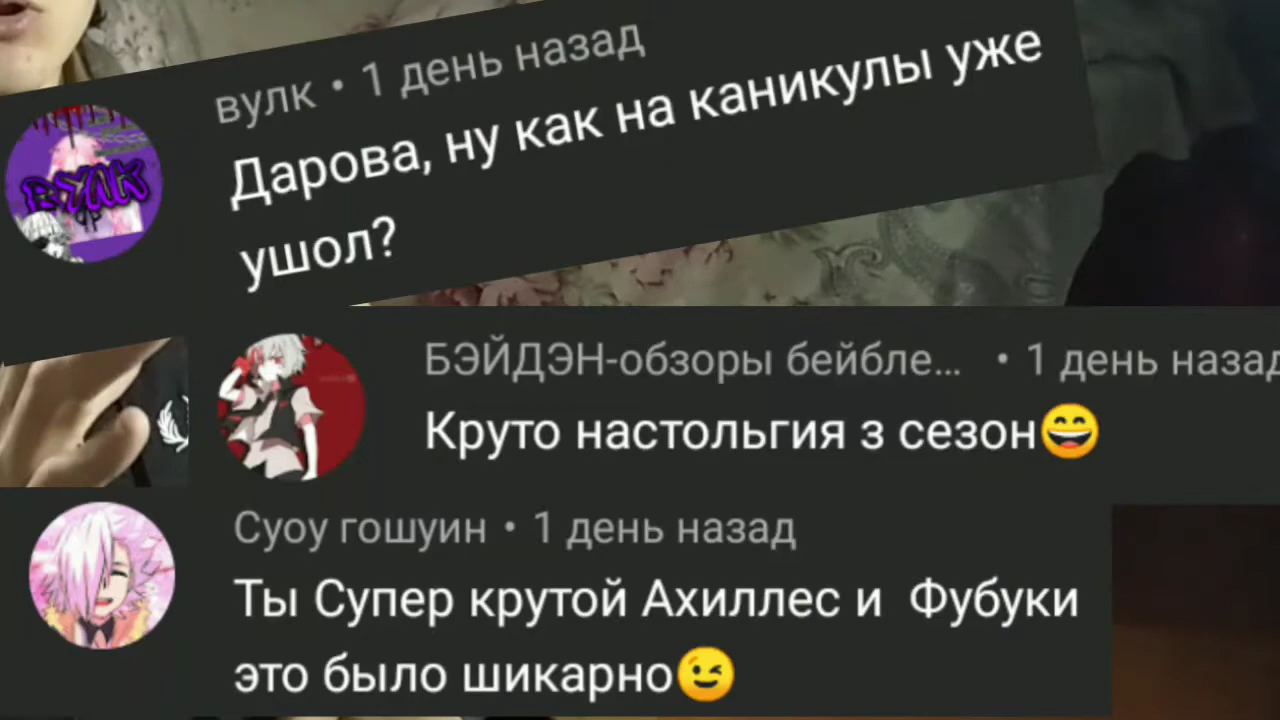 вулк • 1 день назад
Дарова, ну как на каникулы уже
ушол?
БЭЙДЭН-обзоры бейбле... • 1 день назад
Круто настольгия з сезон😄
Суоу гошуин • 1 день назад
Ты Супер крутой Ахиллес и Фубуки
это было шикарно😉